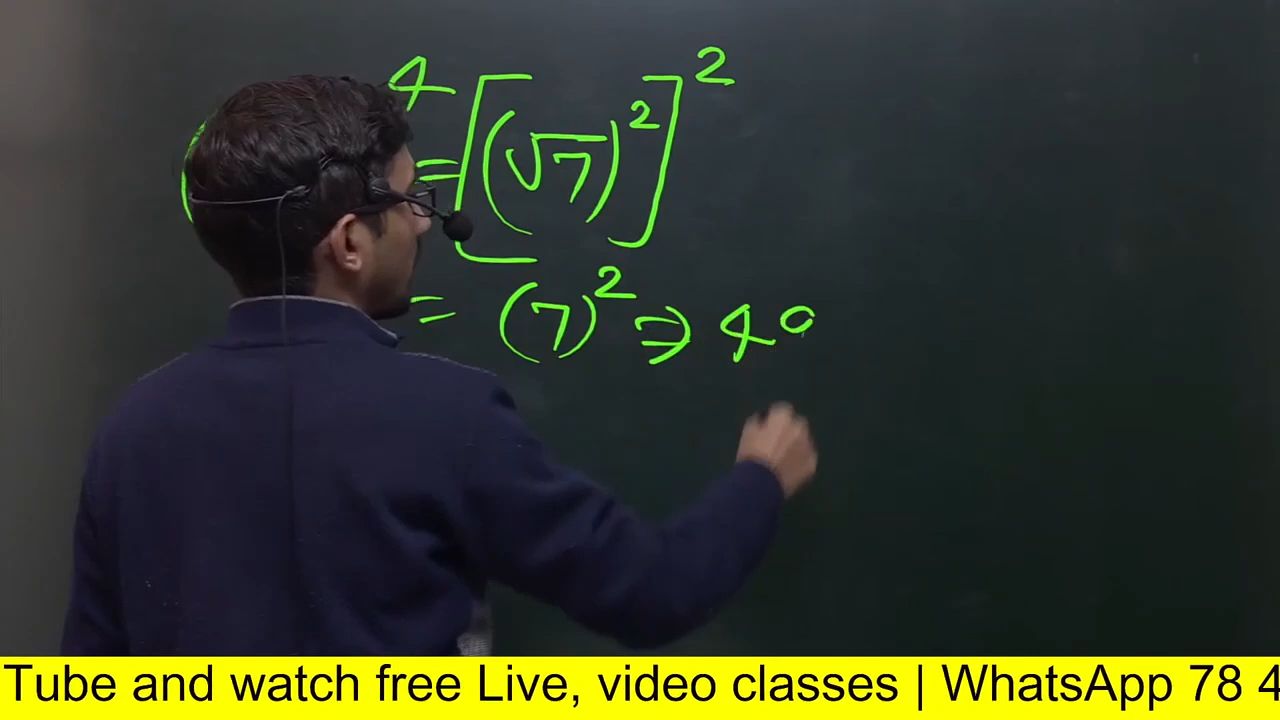 ( 4
= [(√7)²]²
= (7)² ⇒ 49
Tube and watch free Live, video classes | WhatsApp 78 4